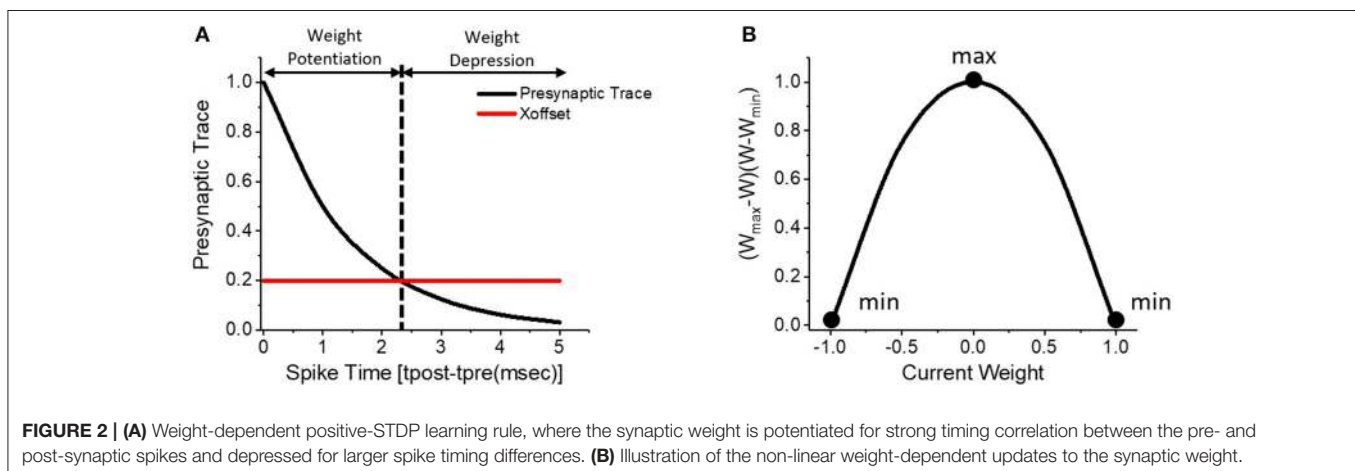 A
Weight Potentiation
Weight Depression
Presynaptic Trace
Xoffset
Presynaptic Trace
1.0
0.8
0.6
0.4
0.2
0.0
0 1 2 3 4 5
Spike Time [tpost-tpre(msec)]
B
max
min
min
(Wmax-W)(W-Wmin)
1.0
0.8
0.6
0.4
0.2
0.0
-1.0 -0.5 0.0 0.5 1.0
Current Weight
FIGURE 2 | (A) Weight-dependent positive-STDP learning rule, where the synaptic weight is potentiated for strong timing correlation between the pre- and
post-synaptic spikes and depressed for larger spike timing differences. (B) Illustration of the non-linear weight-dependent updates to the synaptic weight.